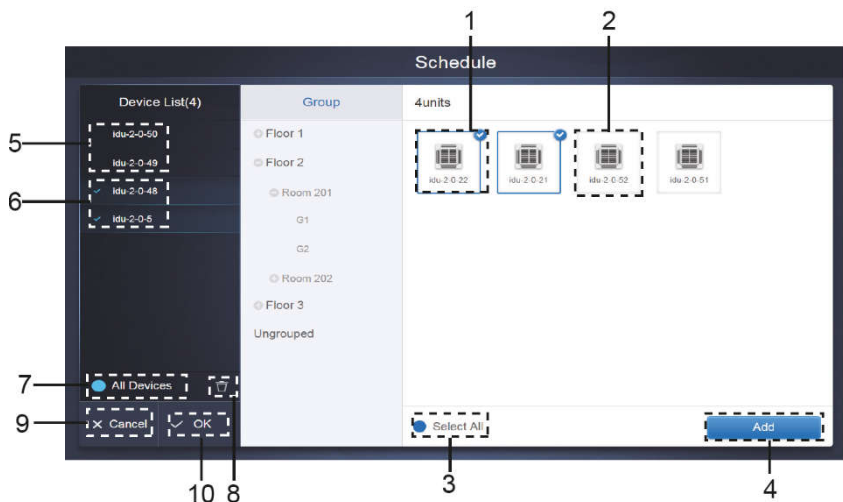 1
2
Schedule
Device List(4)
Group
4units
5
idu-2-0-50
idu-2-0-49
6
idu-2-0-48
idu-2-0-5
Floor 1
Floor 2
Room 201
G1
G2
Room 202
Floor 3
Ungrouped
idu-2-0-22
idu-2-0-21
idu-2-0-52
idu-2-0-51
7
All Devices
9
Cancel
OK
Select All
Add
10
8
3
4